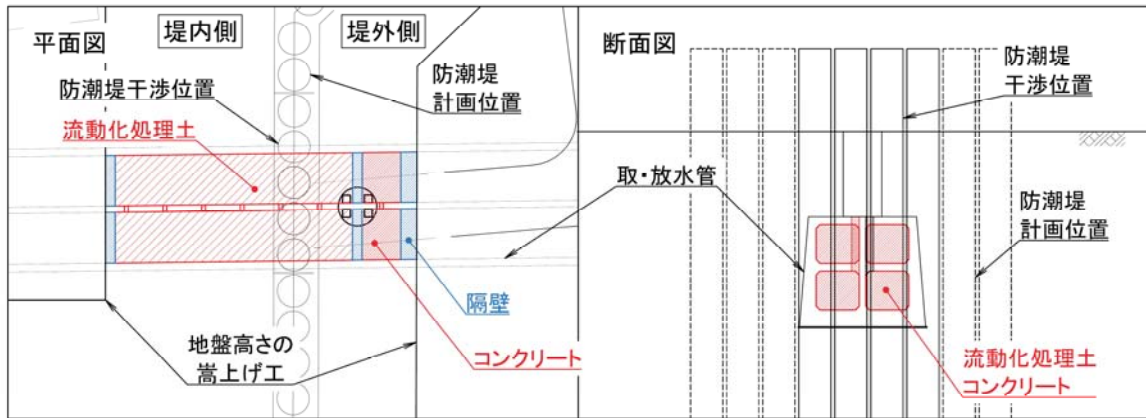 平面図
堤内側
堤外側
防潮堤干渉位置
流動化処理土
防潮堤
計画位置
隔壁
コンクリート
地盤高さの
嵩上げ工
断面図
防潮堤
干渉位置
取・放水管
防潮堤
計画位置
流動化処理土
コンクリート